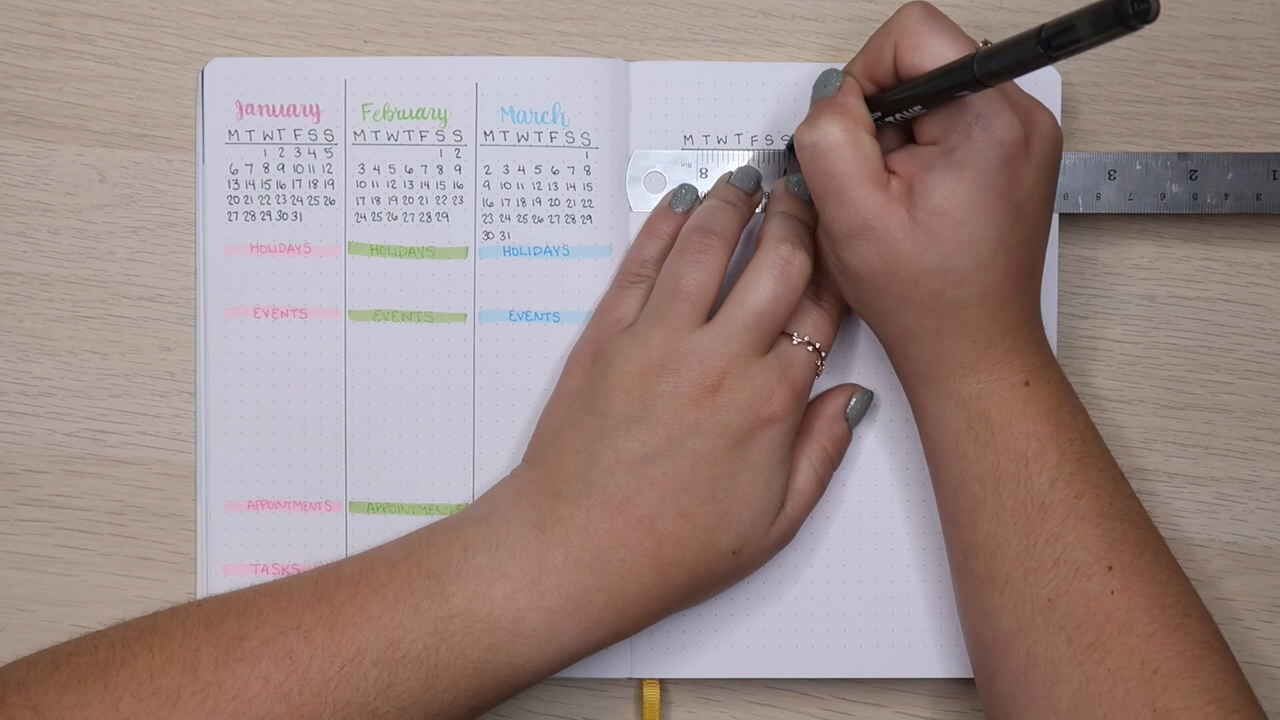 January
M T W T F S S
1 2 3 4 5
6 7 8 9 10 11 12
13 14 15 16 17 18 19
20 21 22 23 24 25 26
27 28 29 30 31
HOLIDAYS
EVENTS
APPOINTMENTS
TASKS
February
M T W T F S S
1 2
3 4 5 6 7 8 9
10 11 12 13 14 15 16
17 18 19 20 21 22 23
24 25 26 27 28 29
HOLIDAYS
EVENTS
APPOINTMENTS
March
M T W T F S S
1
2 3 4 5 6 7 8
9 10 11 12 13 14 15
16 17 18 19 20 21 22
23 24 25 26 27 28 29
30 31
HOLIDAYS
EVENTS
M T W T F S S
8
3 2 1